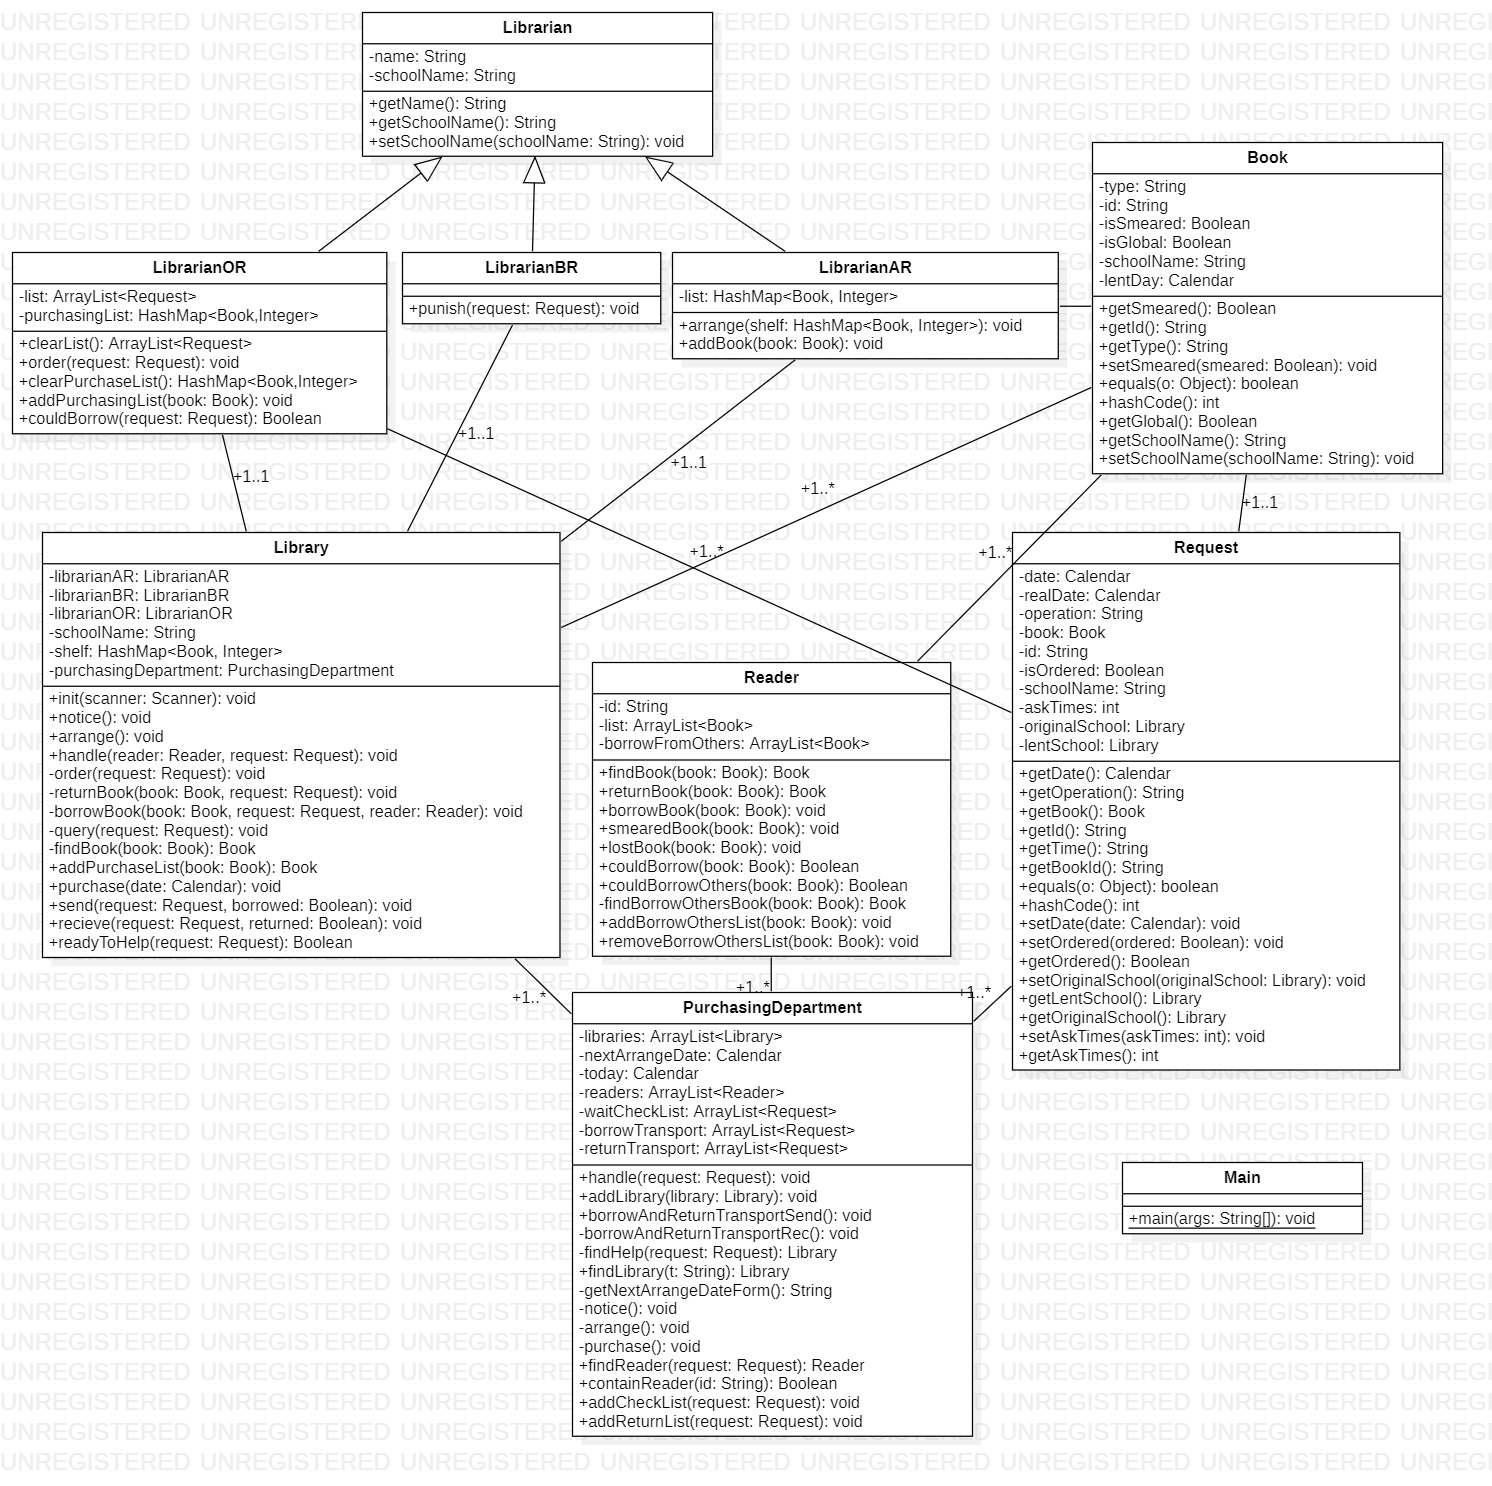 Librarian
-name: String
-schoolName: String
+getName(): String
+getSchoolName(): String
+setSchoolName(schoolName: String): void
Book
-type: String
-id: String
-isSmeared: Boolean
-isGlobal: Boolean
-schoolName: String
-lentDay: Calendar
+getSmeared(): Boolean
+getId(): String
+getType(): String
+setSmeared(smeared: Boolean): void
+equals(o: Object): boolean
+hashCode(): int
+getGlobal(): Boolean
+getSchoolName(): String
+setSchoolName(schoolName: String): void
LibrarianOR
-list: ArrayList<Request>
-purchasingList: HashMap<Book,Integer>
+clearList(): ArrayList<Request>
+order(request: Request): void
+clearPurchaseList(): HashMap<Book,Integer>
+addPurchasingList(book: Book): void
+couldBorrow(request: Request): Boolean
LibrarianBR
+punish(request: Request): void
LibrarianAR
-list: HashMap<Book, Integer>
+arrange(shelf: HashMap<Book, Integer>): void
+addBook(book: Book): void
+1..1
+1..1
+1..1
+1..*
+1..1
+1..*
+1..*
Library
-librarianAR: LibrarianAR
-librarianBR: LibrarianBR
-librarianOR: LibrarianOR
-schoolName: String
-shelf: HashMap<Book, Integer>
-purchasingDepartment: PurchasingDepartment
+init(scanner: Scanner): void
+notice(): void
+arrange(): void
+handle(reader: Reader, request: Request): void
-order(request: Request): void
-returnBook(book: Book, request: Request): void
-borrowBook(book: Book, request: Request, reader: Reader): void
-query(request: Request): void
-findBook(book: Book): Book
+addPurchaseList(book: Book): Book
+purchase(date: Calendar): void
+send(request: Request, borrowed: Boolean): void
+recieve(request: Request, returned: Boolean): void
+readyToHelp(request: Request): Boolean
Request
-date: Calendar
-realDate: Calendar
-operation: String
-book: Book
-id: String
-isOrdered: Boolean
-schoolName: String
-askTimes: int
-originalSchool: Library
-lentSchool: Library
+getDate(): Calendar
+getOperation(): String
+getBook(): Book
+getId(): String
+getTime(): String
+getBookId(): String
+equals(o: Object): boolean
+hashCode(): int
+setDate(date: Calendar): void
+setOrdered(ordered: Boolean): void
+getOrdered(): Boolean
+setOriginalSchool(originalSchool: Library): void
+getLentSchool(): Library
+getOriginalSchool(): Library
+setAskTimes(askTimes: int): void
+getAskTimes(): int
Reader
-id: String
-list: ArrayList<Book>
-borrowFromOthers: ArrayList<Book>
+findBook(book: Book): Book
+returnBook(book: Book): Book
+borrowBook(book: Book): void
+smearedBook(book: Book): void
+lostBook(book: Book): void
+couldBorrow(book: Book): Boolean
+couldBorrowOthers(book: Book): Boolean
-findBorrowOthersBook(book: Book): Book
+addBorrowOthersList(book: Book): void
+removeBorrowOthersList(book: Book): void
+1..*
+1..*
+1..*
PurchasingDepartment
-libraries: ArrayList<Library>
-nextArrangeDate: Calendar
-today: Calendar
-readers: ArrayList<Reader>
-waitCheckList: ArrayList<Request>
-borrowTransport: ArrayList<Request>
-returnTransport: ArrayList<Request>
+handle(request: Request): void
+addLibrary(library: Library): void
+borrowAndReturnTransportSend(): void
-borrowAndReturnTransportRec(): void
-findHelp(request: Request): Library
+findLibrary(t: String): Library
-getNextArrangeDateForm(): String
-notice(): void
-arrange(): void
-purchase(): void
+findReader(request: Request): Reader
+containReader(id: String): Boolean
+addCheckList(request: Request): void
+addReturnList(request: Request): void
Main
+main(args: String[]): void